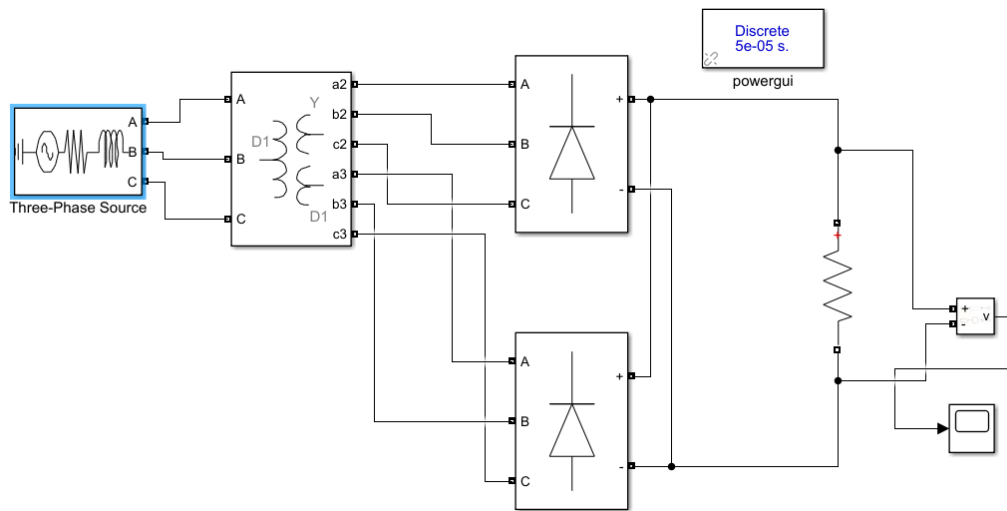 Discrete
5e-05 s.
powergui
A
B
C
Three-Phase Source
A
B
C
D1
Y
D1
a2
b2
c2
a3
b3
c3
A
B
C
+
-
A
B
C
+
-
+
+
-
v